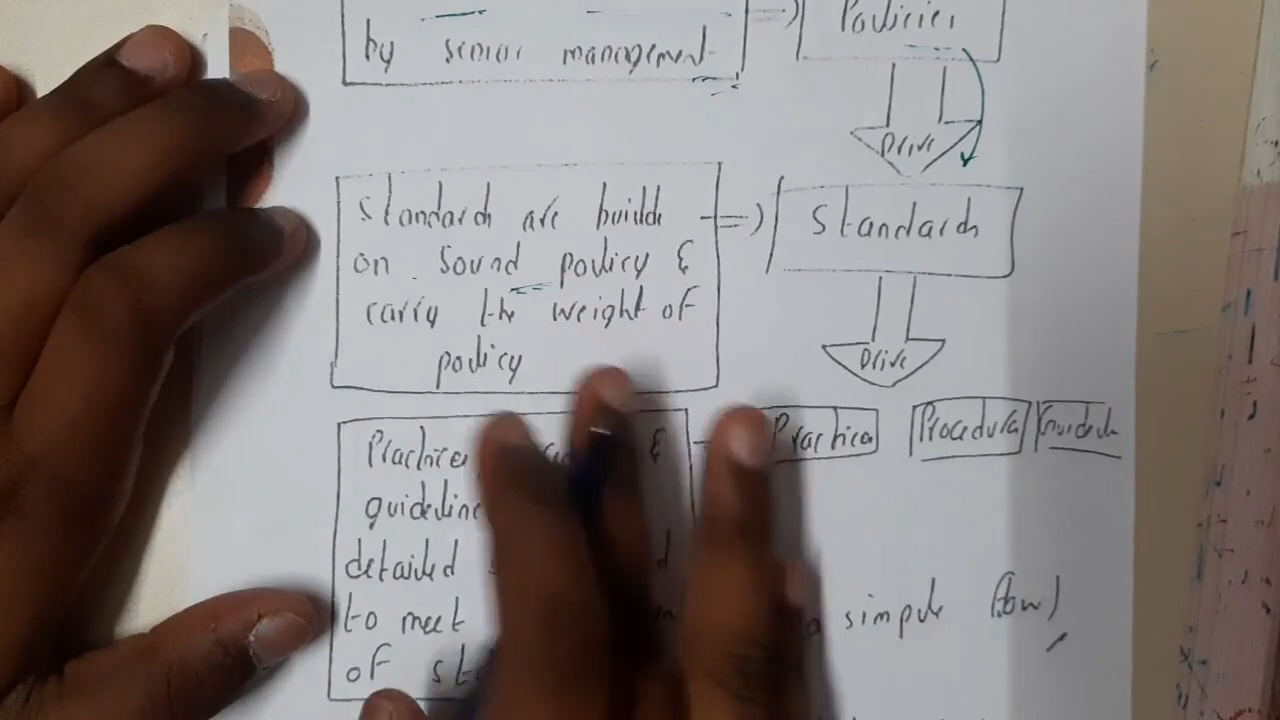 by senior management
Policies
Drive
Standards are builds
on sound policy &
carry the weight of
policy
=> Standards
Drive
Practices &
guideline
detailed
to meet
of
Practices Procedures
a simple flow)